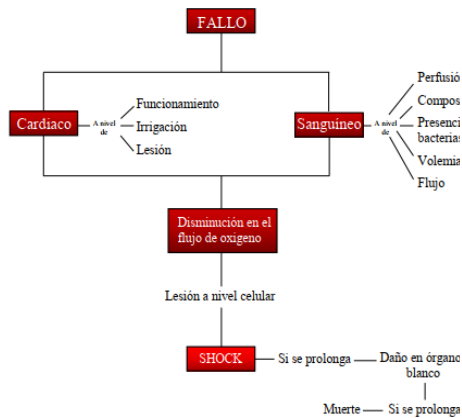 FALLO
Cardiaco
A nivel
de
Funcionamiento
Irrigación
Lesión
Sanguineo
A nivel
de
Perfusió
Compos
Presenci
bacterias
Volemia
Flujo
Disminución en el
flujo de oxigeno
Lesión a nivel celular
SHOCK
Si se prolonga
Daño en órgano
blanco
Muerte
Si se prolonga